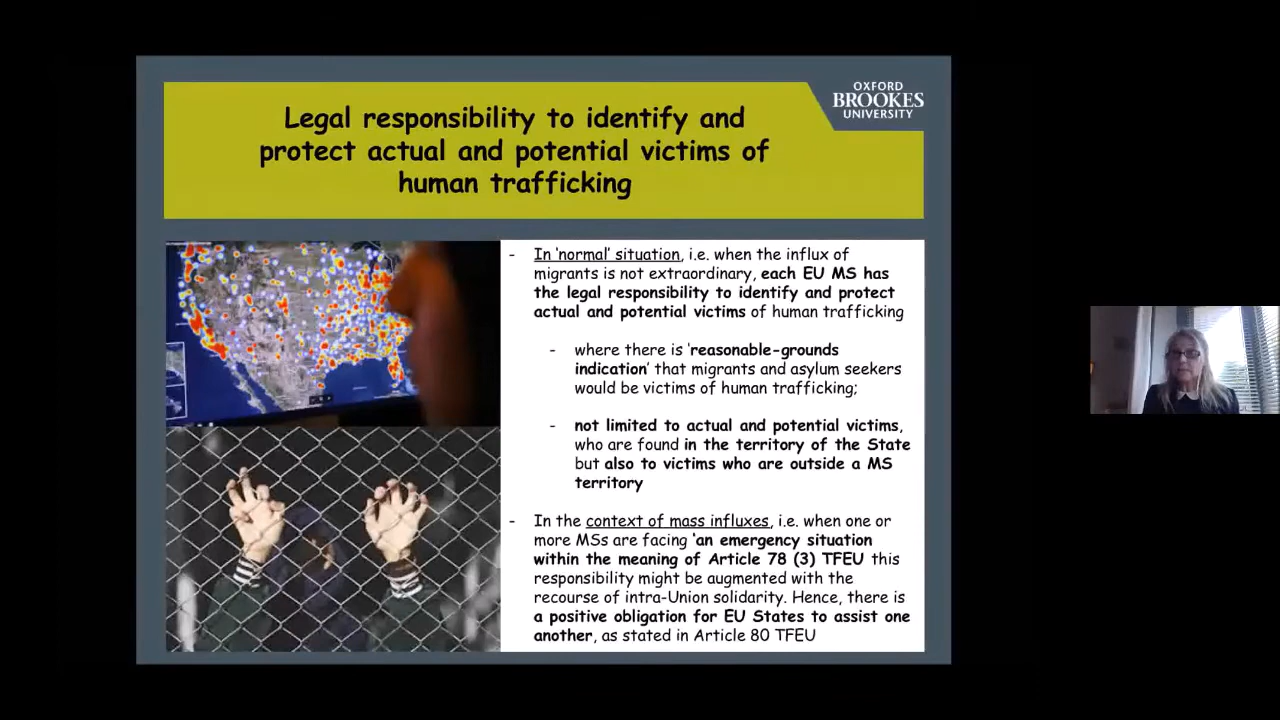 Legal responsibility to identify and
protect actual and potential victims of
human trafficking
OXFORD
BROOKES
UNIVERSITY
- In ‘normal’ situation, i.e. when the influx of
migrants is not extraordinary, each EU MS has
the legal responsibility to identify and protect
actual and potential victims of human trafficking
- where there is ‘reasonable-grounds
indication’ that migrants and asylum seekers
would be victims of human trafficking;
- not limited to actual and potential victims,
who are found in the territory of the State
but also to victims who are outside a MS
territory
- In the context of mass influxes, i.e. when one or
more MSs are facing ‘an emergency situation
within the meaning of Article 78 (3) TFEU this
responsibility might be augmented with the
recourse of intra-Union solidarity. Hence, there is
a positive obligation for EU States to assist one
another, as stated in Article 80 TFEU